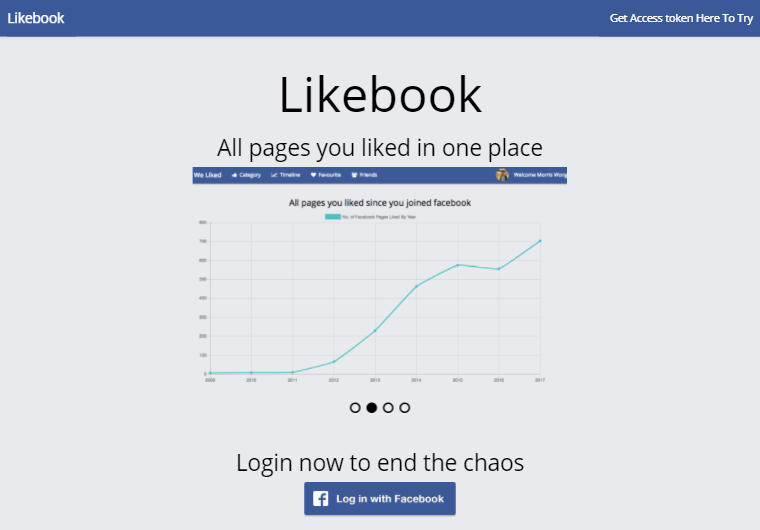 Likebook
Get Access token Here To Try
Likebook
All pages you liked in one place
We Liked
Category
Timeline
Favourite
Friends
Welcome Morris Wong
All pages you liked since you joined facebook
No. of Facebook Pages Liked By Year
800
700
600
500
400
300
200
100
0
2009 2010 2011 2012 2013 2014 2015 2016 2017
Login now to end the chaos
Log in with Facebook